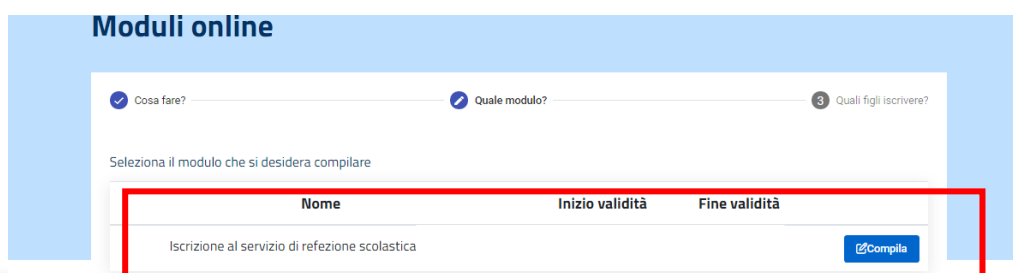 Moduli online
Cosa fare? Quale modulo? 3 Quali figli iscrivere?
Seleziona il modulo che si desidera compilare
Nome Inizio validità Fine validità
Iscrizione al servizio di refezione scolastica Compila